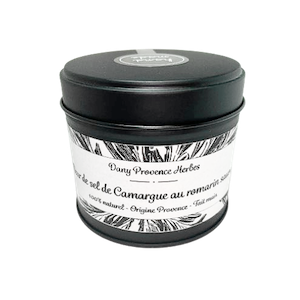 Dany Provence Herbes
de sel de Camargue au romarin
100% naturel - Origine Provence - Fait main